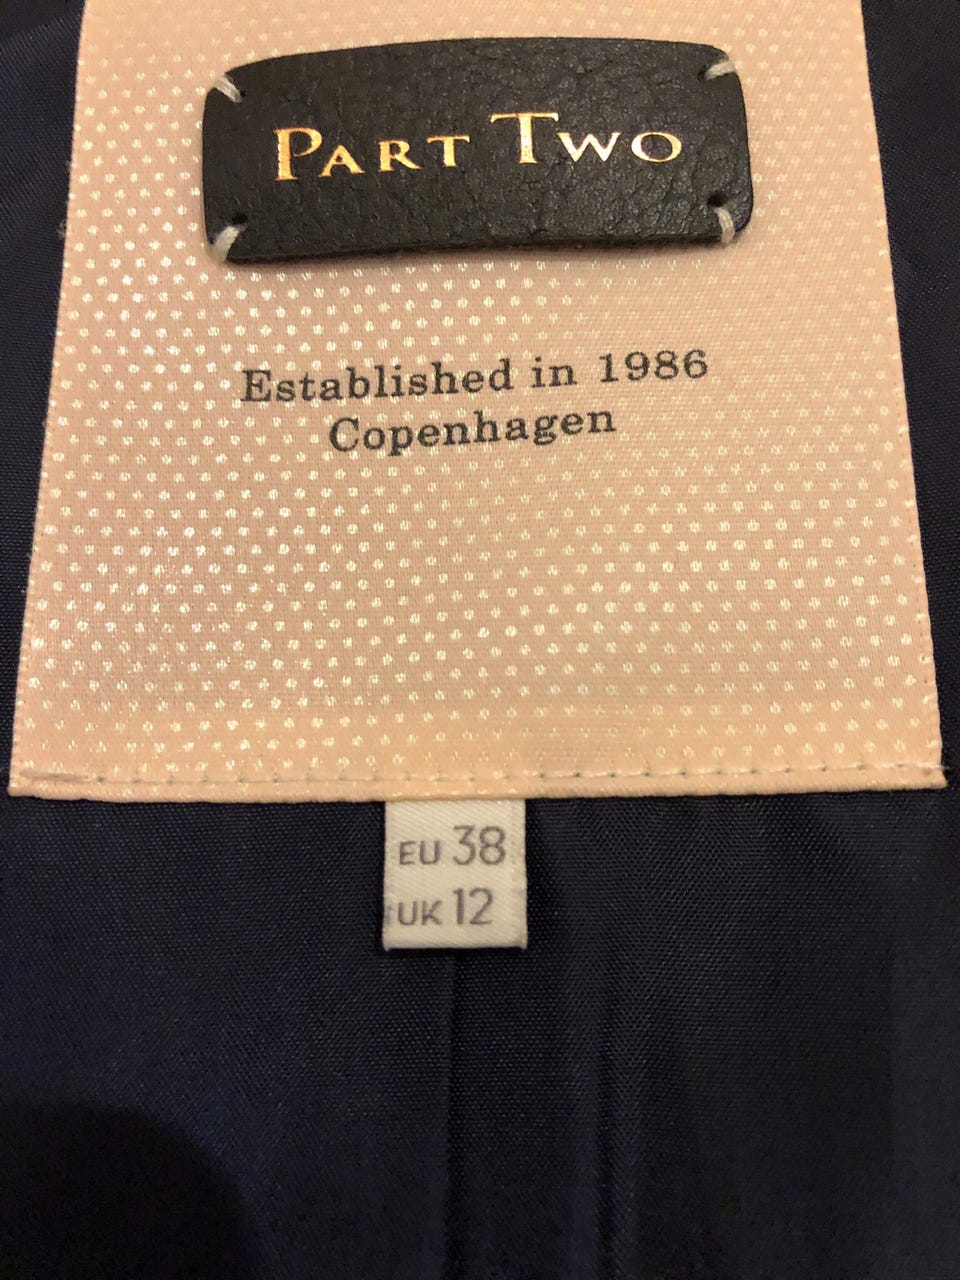 PART TWO
Established in 1986
Copenhagen
EU 38
UK 12